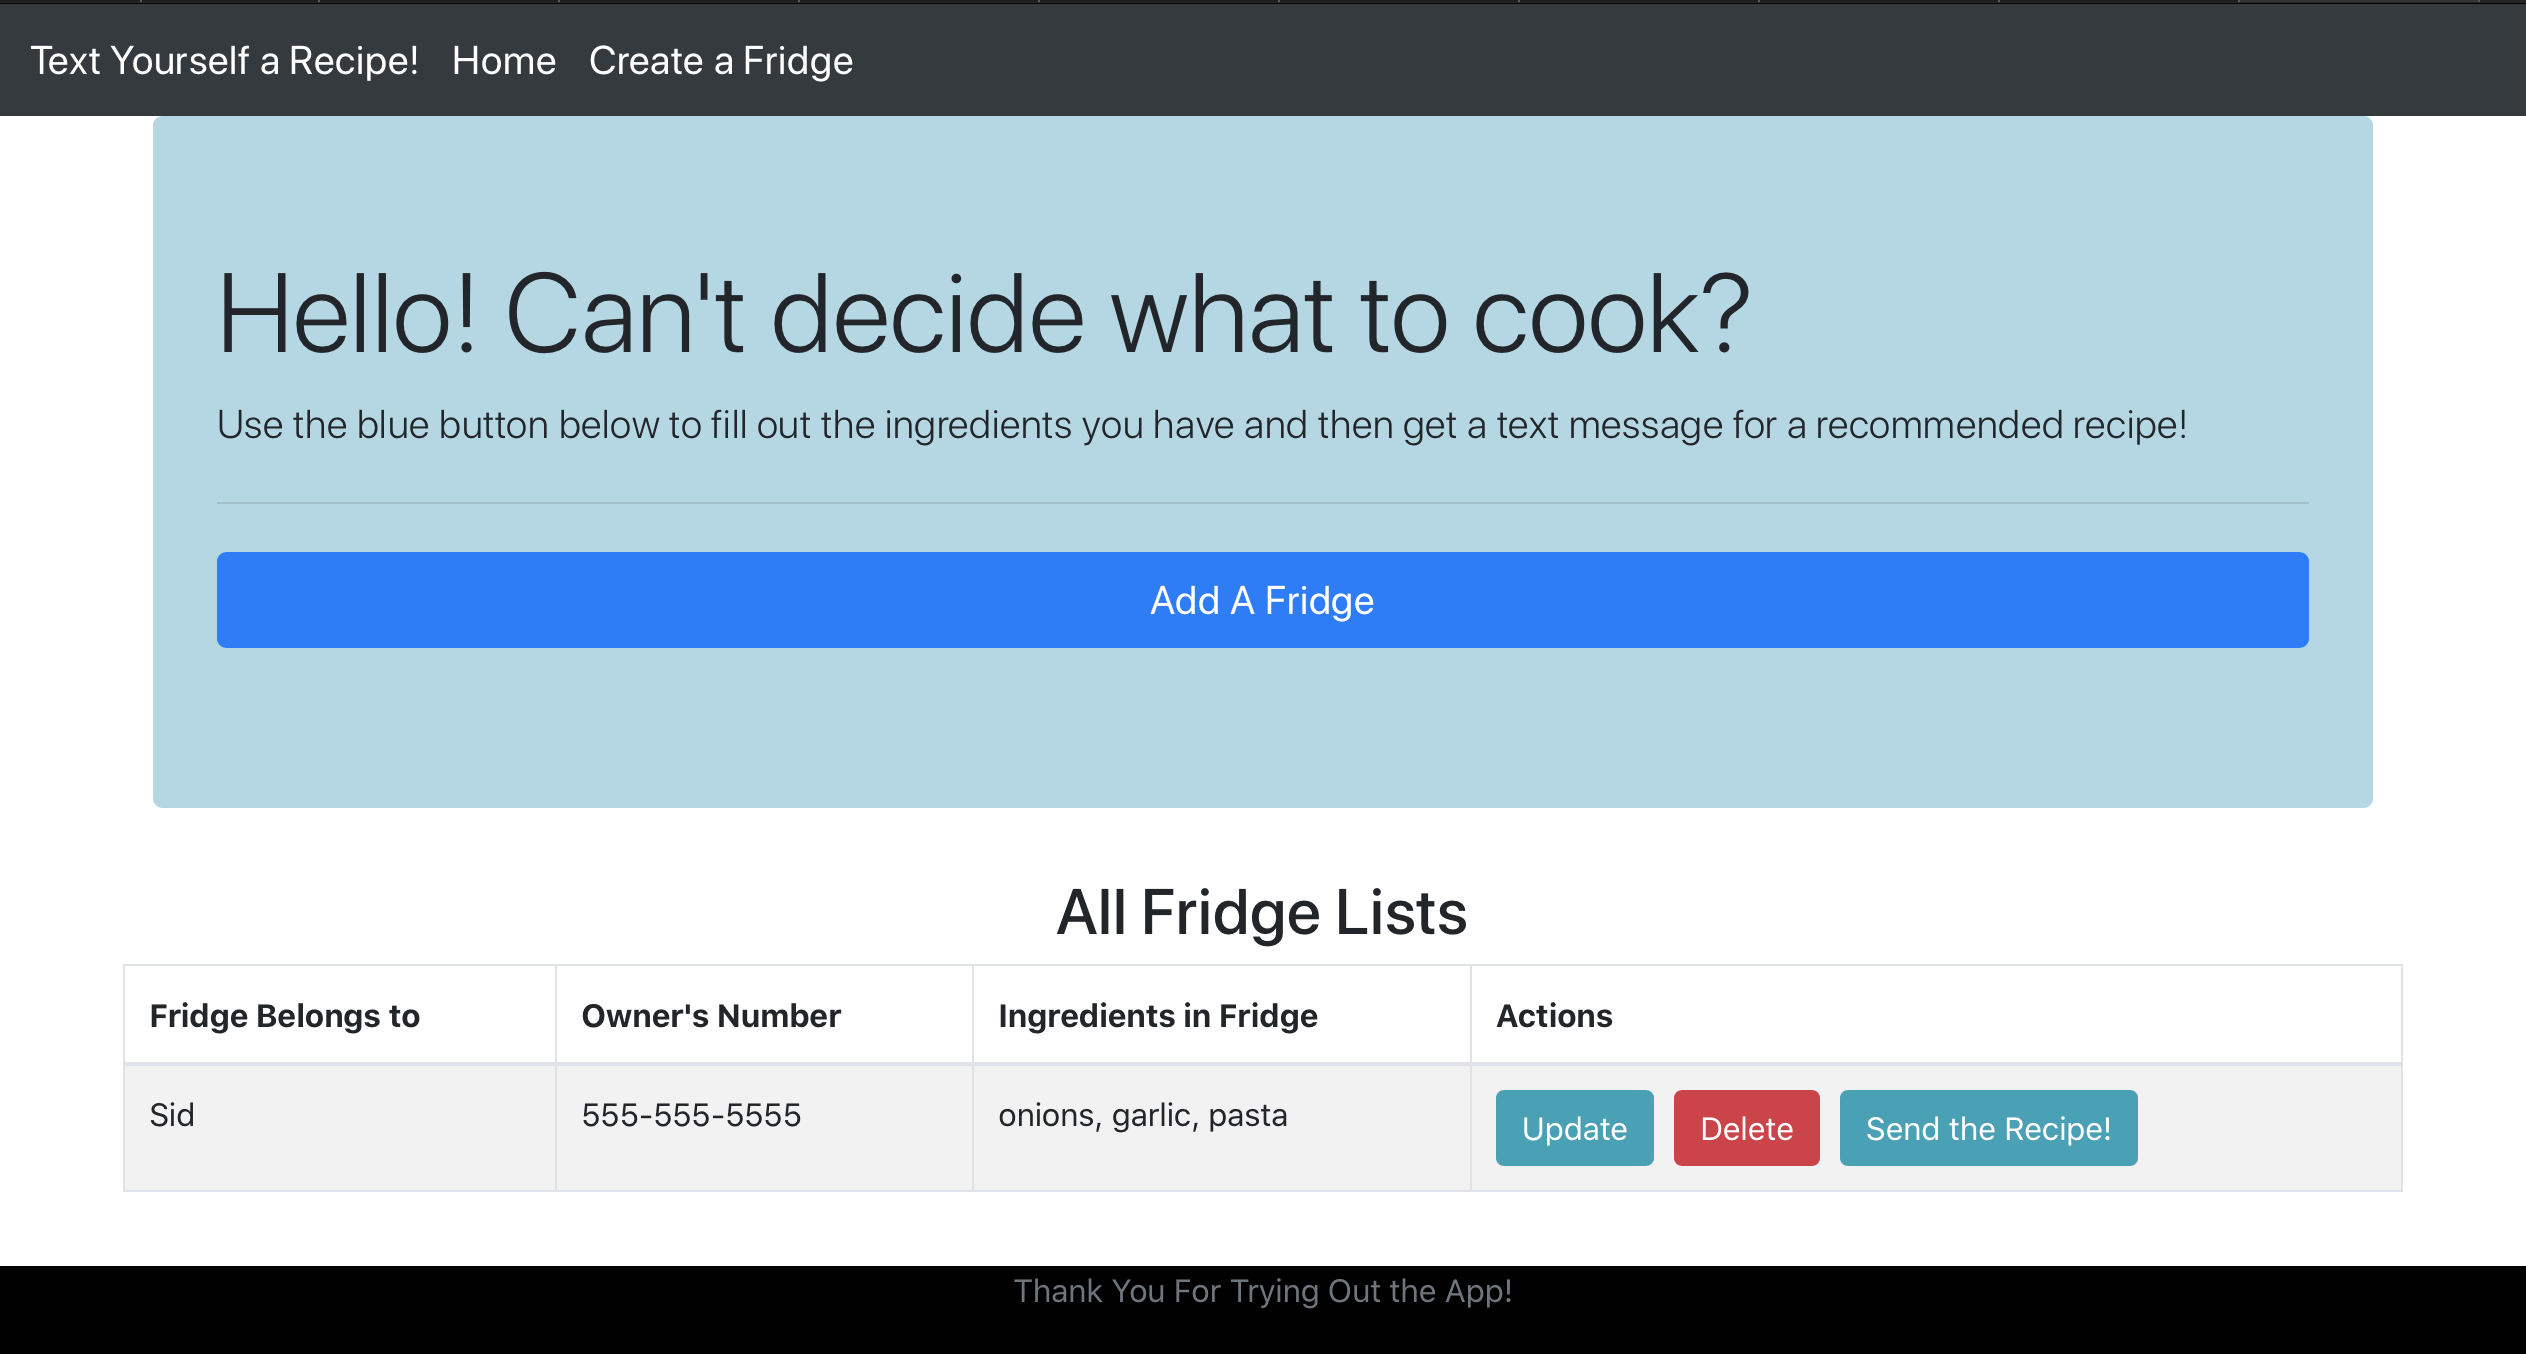 Text Yourself a Recipe! Home Create a Fridge
Hello! Can't decide what to cook?
Use the blue button below to fill out the ingredients you have and then get a text message for a recommended recipe!
Add A Fridge
All Fridge Lists
Fridge Belongs to Owner's Number Ingredients in Fridge Actions
Sid 555-555-5555 onions, garlic, pasta Update Delete Send the Recipe!
Thank You For Trying Out the App!